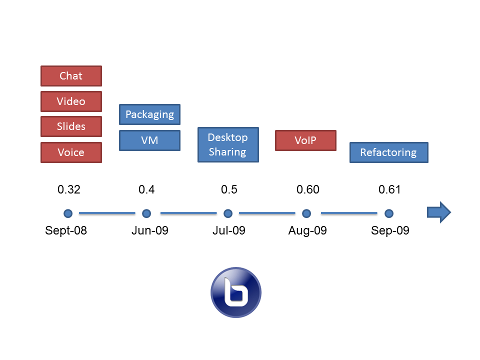 Chat
Video
Slides
Voice
Packaging
VM
Desktop
Sharing
VoIP
Refactoring
0.32
0.4
0.5
0.60
0.61
Sept-08
Jun-09
Jul-09
Aug-09
Sep-09
b